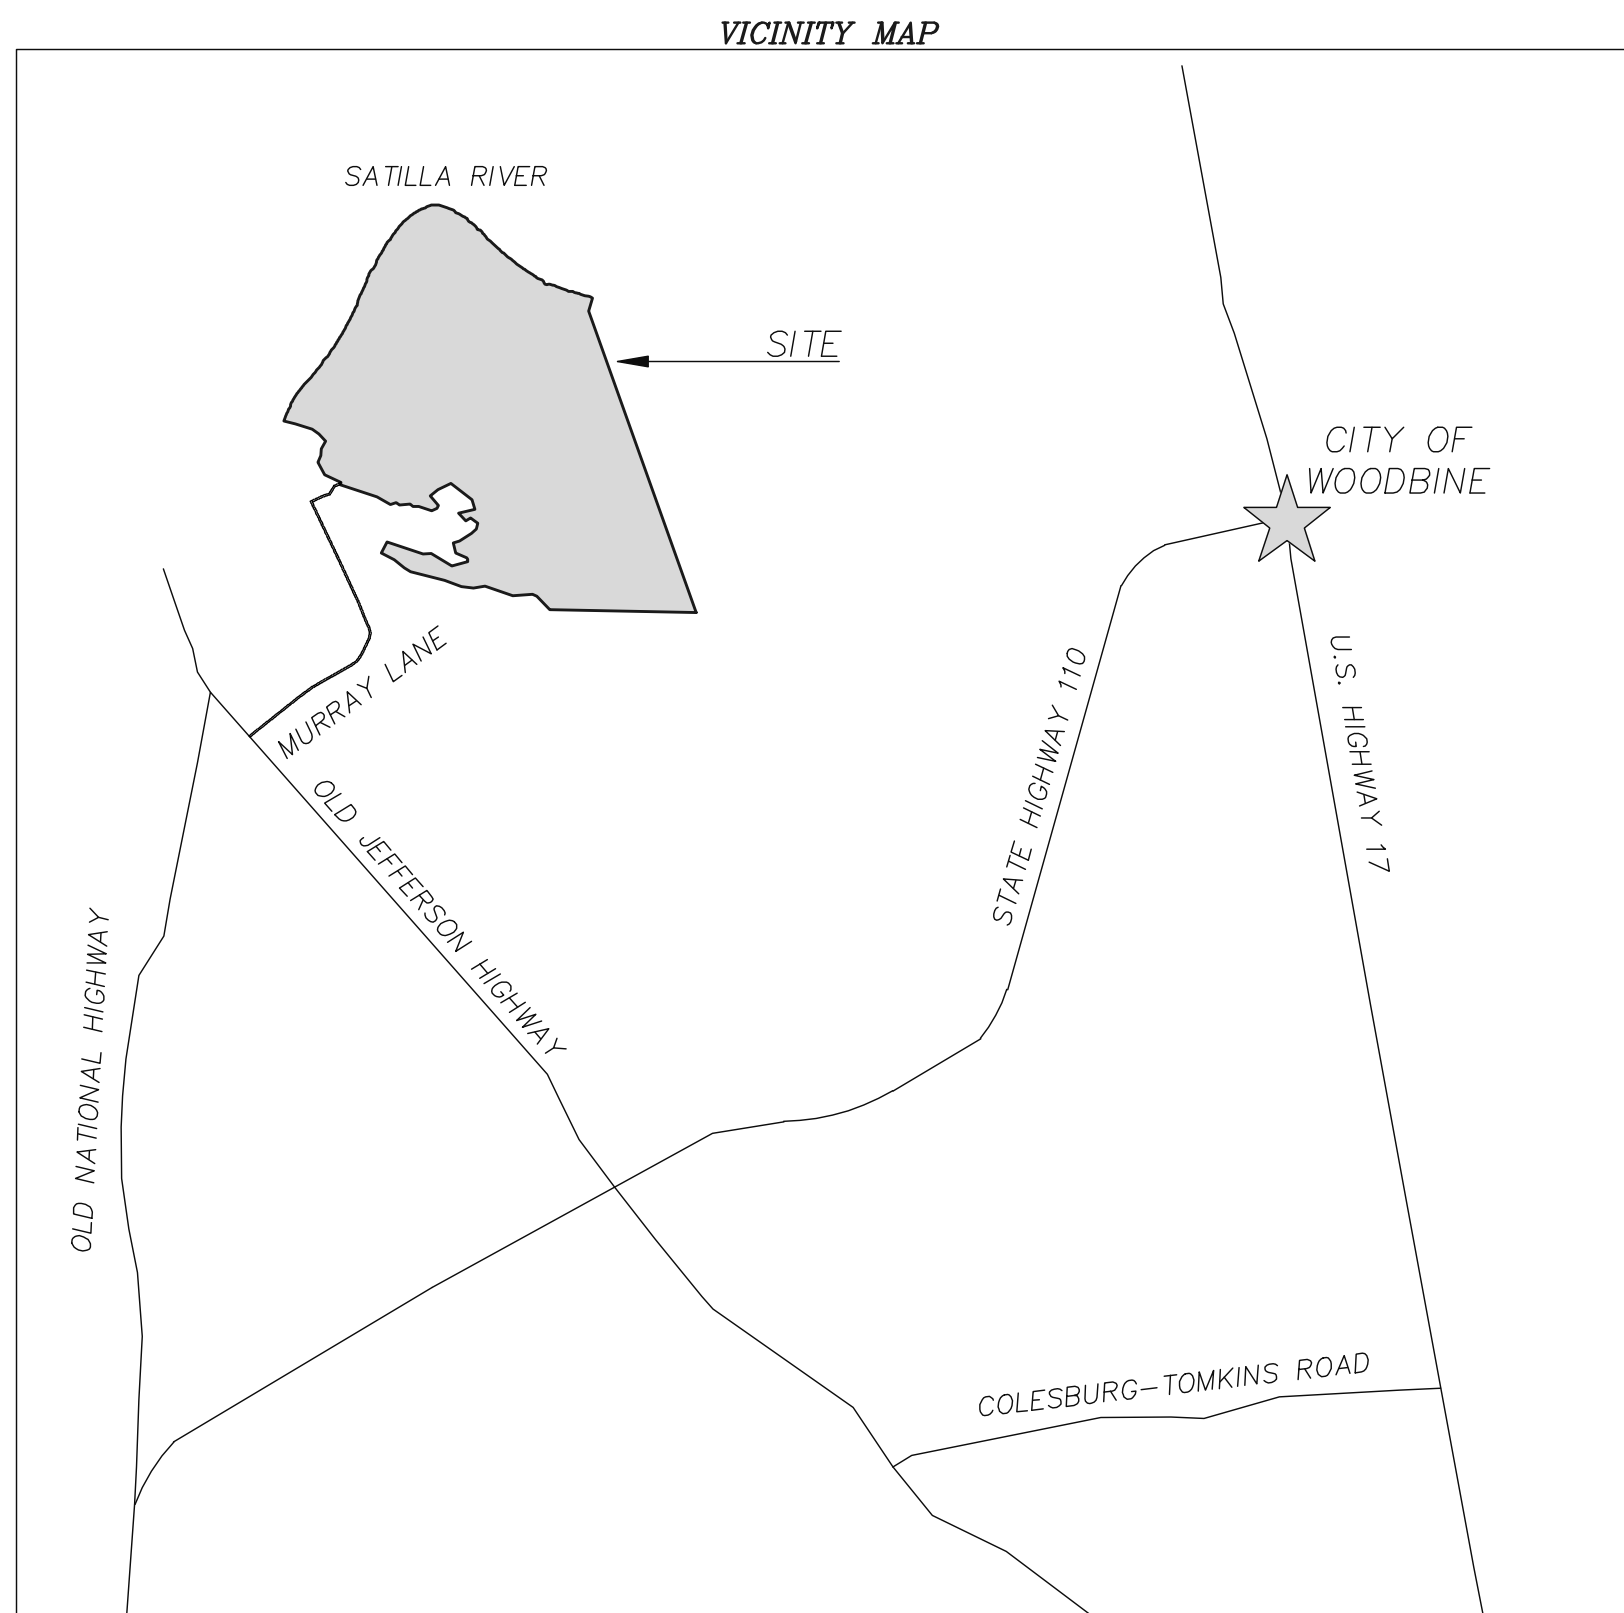 VICINITY MAP
SATILLA RIVER
SITE
CITY OF
WOODBINE
MURRAY LANE
STATE HIGHWAY 110
U.S. HIGHWAY 17
OLD JEFFERSON HIGHWAY
OLD NATIONAL HIGHWAY
COLESBURG-TOMKINS ROAD